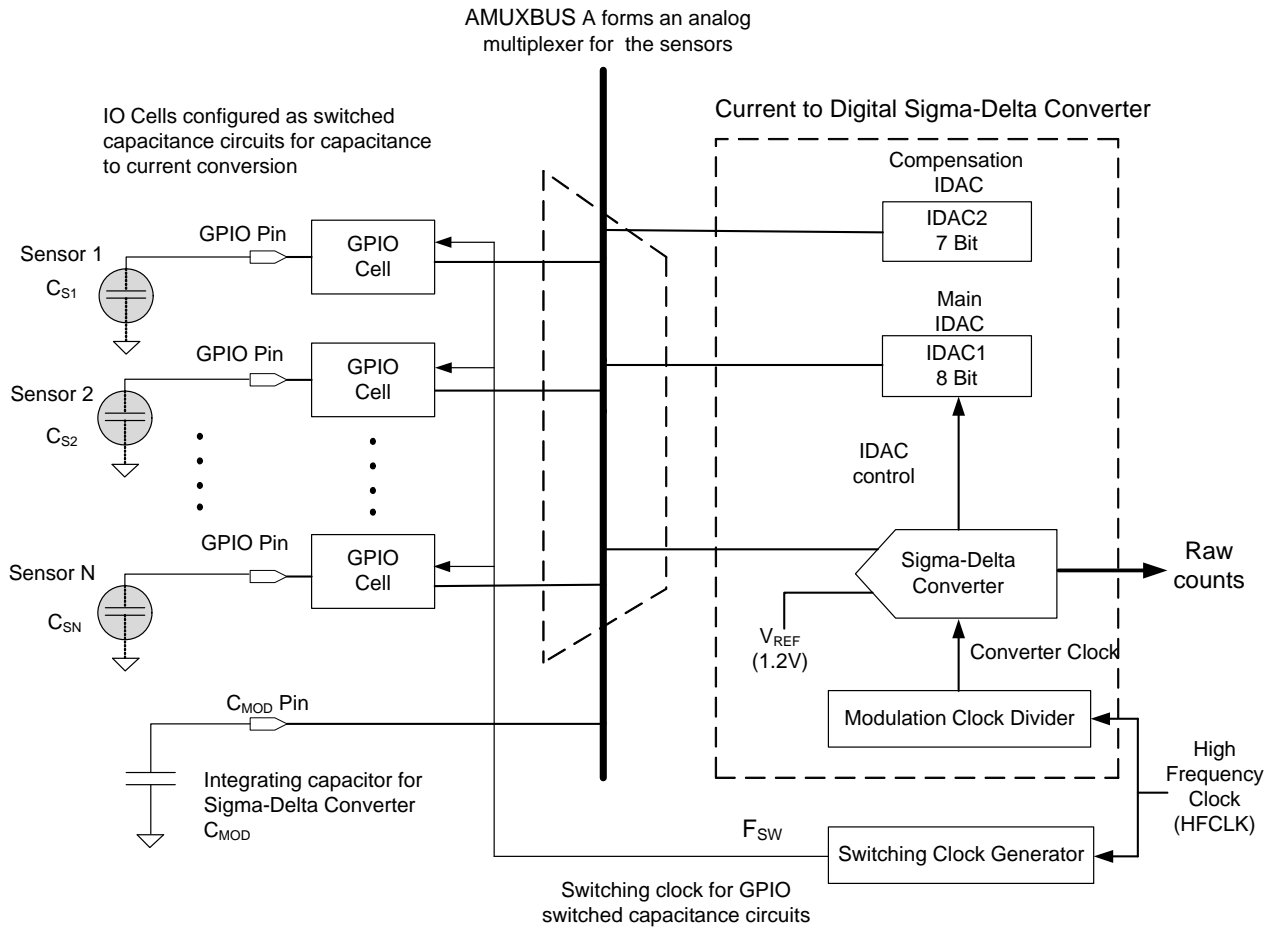 AMUXBUS A forms an analog
multiplexer for the sensors
IO Cells configured as switched
capacitance circuits for capacitance
to current conversion
Current to Digital Sigma-Delta Converter
Compensation
IDAC
IDAC2
7 Bit
GPIO Pin
GPIO
Cell
Sensor 1
CS1
Main
IDAC
IDAC1
8 Bit
GPIO Pin
GPIO
Cell
Sensor 2
CS2
IDAC
control
GPIO Pin
GPIO
Cell
Sensor N
CSN
Sigma-Delta
Converter
Raw
counts
VREF
(1.2V)
Converter Clock
CMOD Pin
Modulation Clock Divider
High
Frequency
Clock
(HFCLK)
Integrating capacitor for
Sigma-Delta Converter
CMOD
FSW
Switching Clock Generator
Switching clock for GPIO
switched capacitance circuits